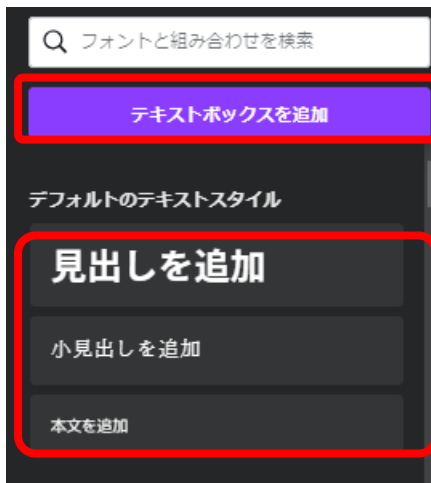 フォントと組み合わせを検索
テキストボックスを追加
デフォルトのテキストスタイル
見出しを追加
小見出しを追加
本文を追加